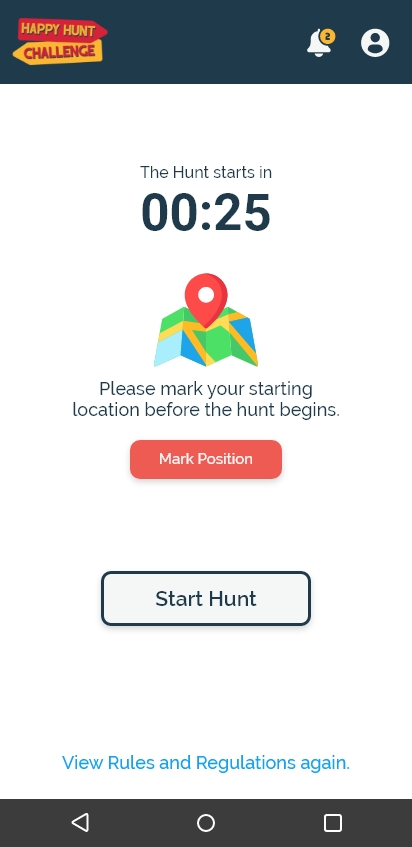 HAPPY HUNT
CHALLENGE
2
The Hunt starts in
00:25
Please mark your starting
location before the hunt begins.
Mark Position
Start Hunt
View Rules and Regulations again.